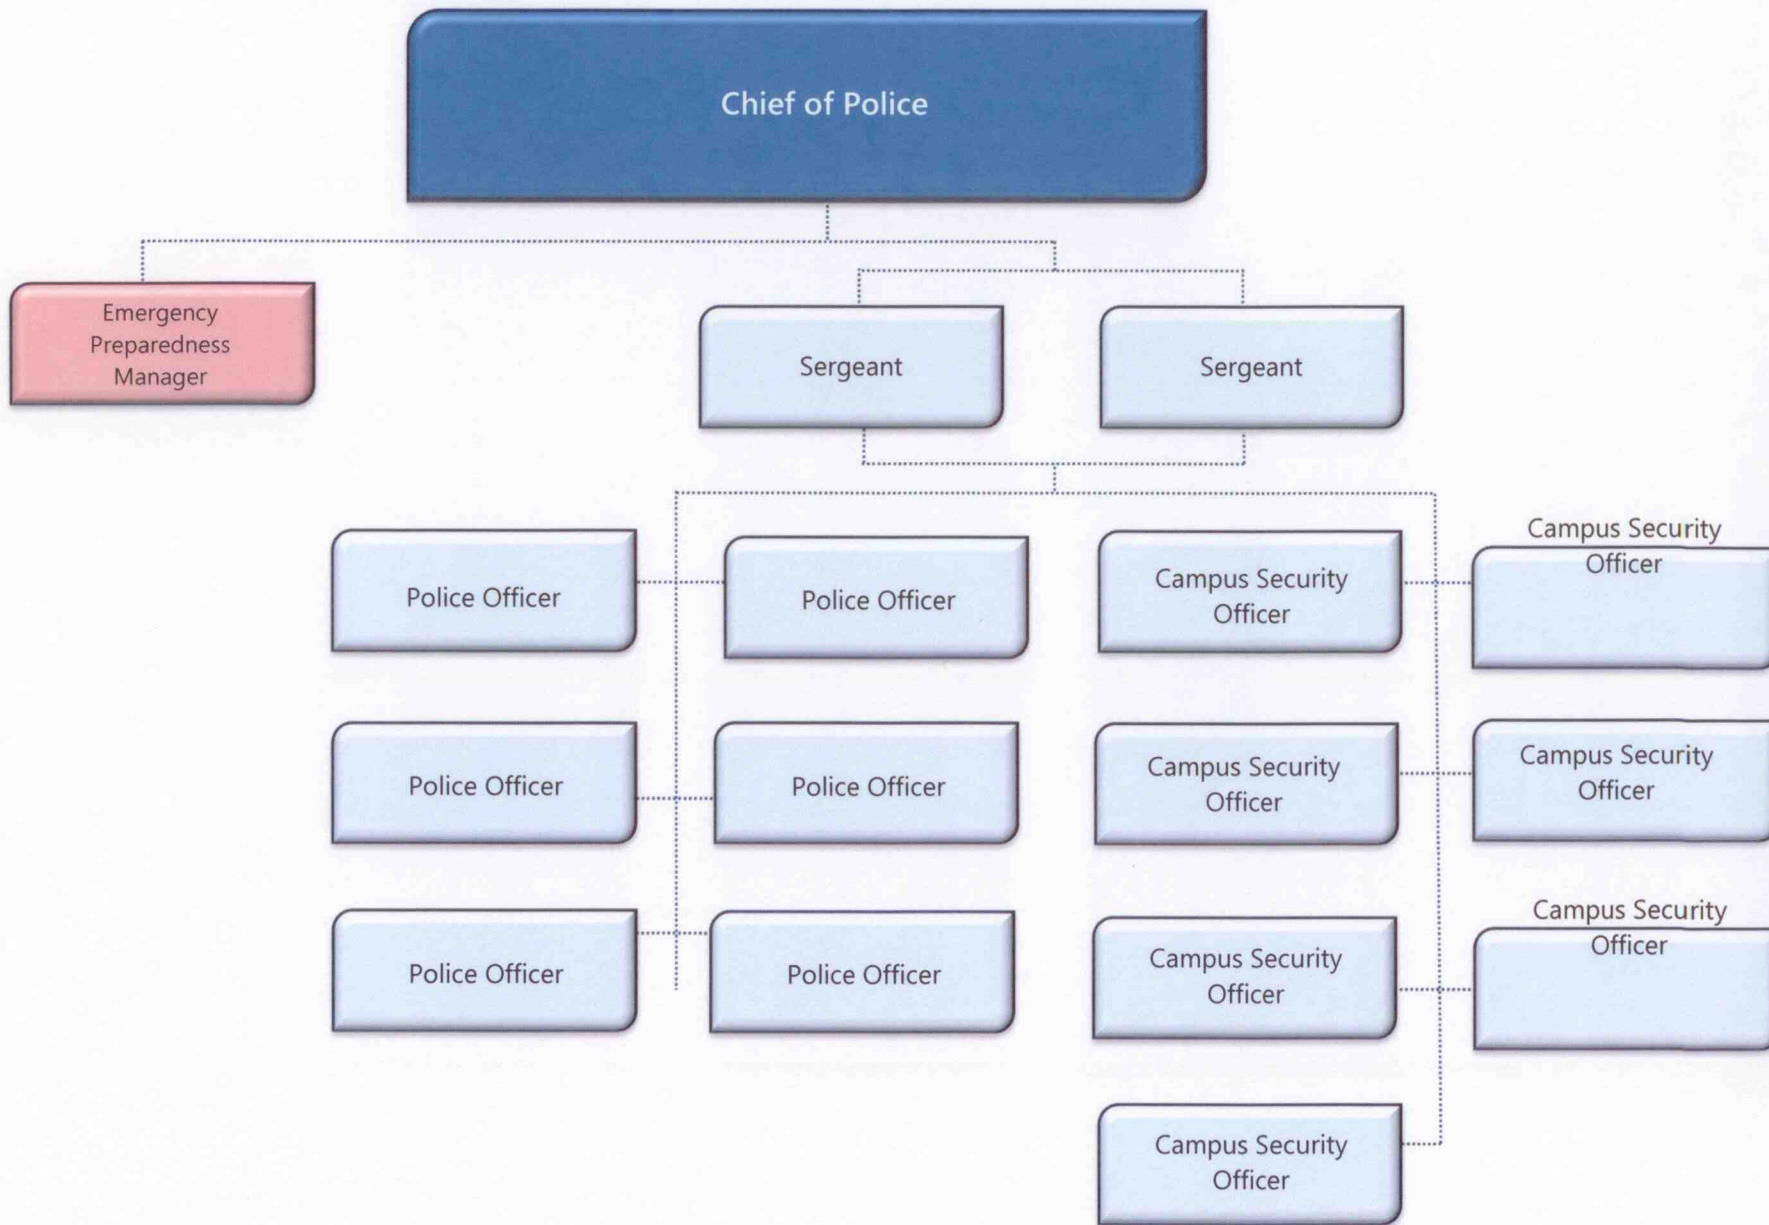 Chief of Police
Emergency
Preparedness
Manager
Sergeant
Sergeant
Police Officer
Police Officer
Campus Security
Officer
Campus Security
Officer
Police Officer
Police Officer
Campus Security
Officer
Campus Security
Officer
Police Officer
Police Officer
Campus Security
Officer
Campus Security
Officer
Campus Security
Officer